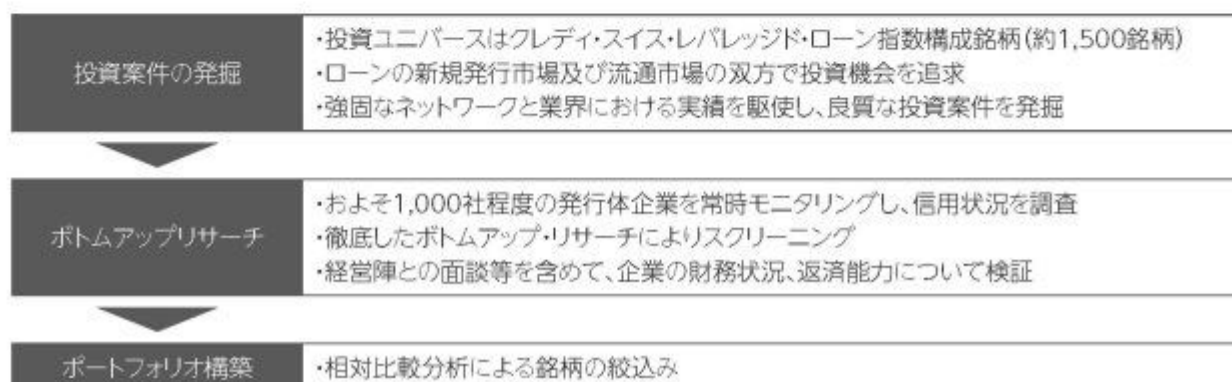 投資案件の発掘
・投資ユニバースはクレディ・スイス・レバレッジド・ローン指数構成銘柄(約1,500銘柄)
・ローンの新規発行市場及び流通市場の双方で投資機会を追求
・強固なネットワークと業界における実績を駆使し、良質な投資案件を発掘
ボトムアップリサーチ
・およそ1,000社程度の発行体企業を常時モニタリングし、信用状況を調査
・徹底したボトムアップ・リサーチによりスクリーニング
・経営陣との面談等を含めて、企業の財務状況、返済能力について検証
ポートフォリオ構築
・相対比較分析による銘柄の絞込み